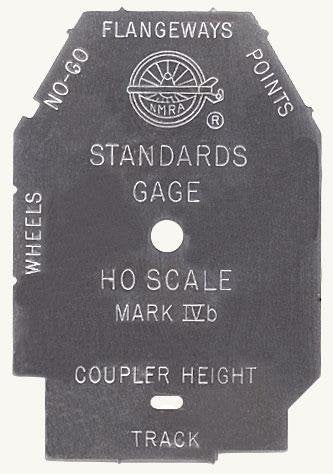 FLANGEWAYS
NO-GO
POINTS
NMRA
®
STANDARDS
GAGE
WHEELS
HO SCALE
MARK IVb
COUPLER HEIGHT
TRACK